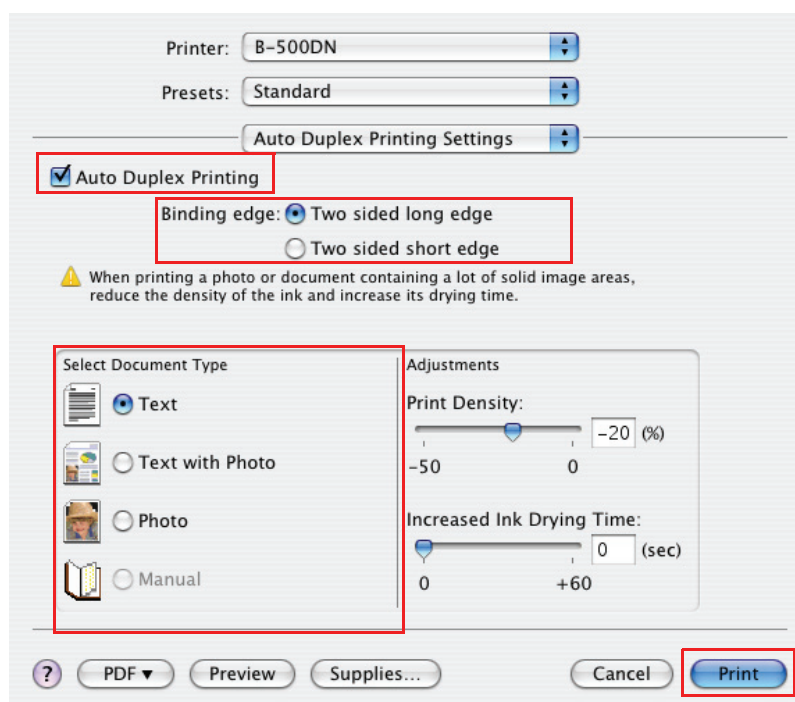 Printer: B-500DN
Presets: Standard
Auto Duplex Printing Settings
Auto Duplex Printing
Binding edge: Two sided long edge
Two sided short edge
When printing a photo or document containing a lot of solid image areas,
reduce the density of the ink and increase its drying time.
Select Document Type
Text
Text with Photo
Photo
Manual
Adjustments
Print Density:
-20 (%)
-50 0
Increased Ink Drying Time:
0 (sec)
0 +60
? PDF ▼ Preview Supplies... Cancel Print